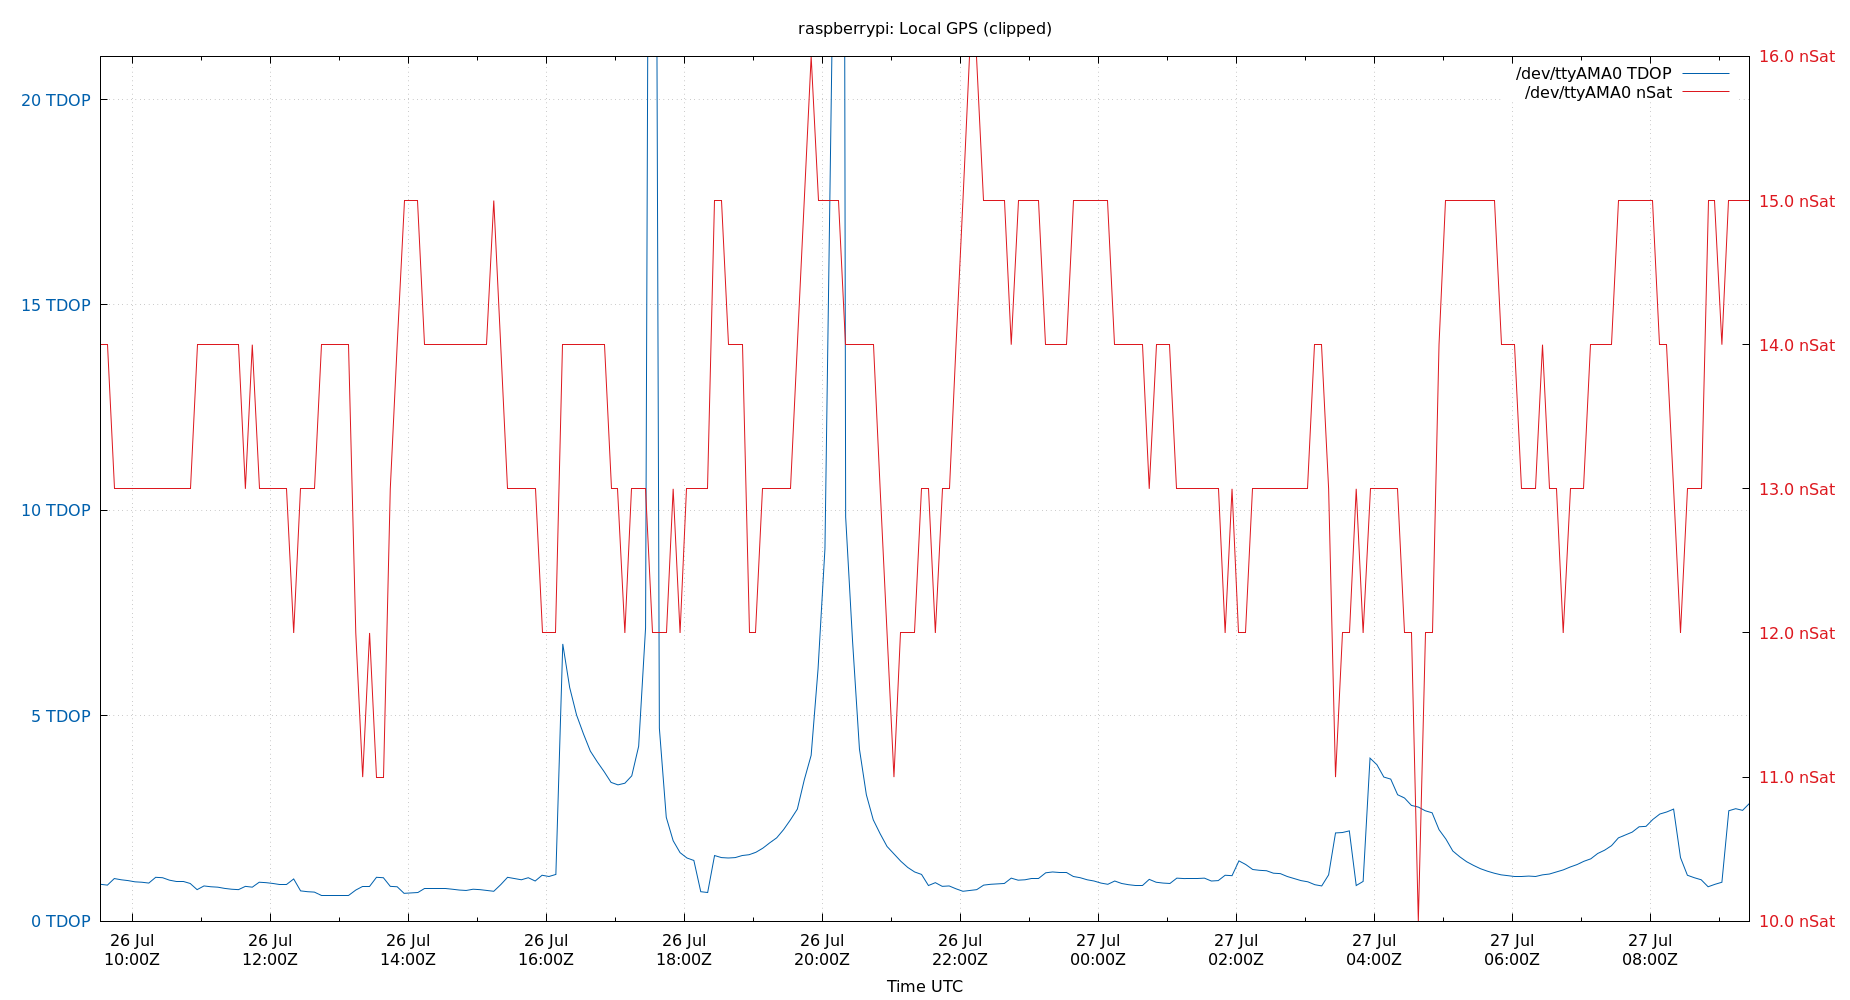 raspberrypi: Local GPS (clipped)
/dev/ttyAMA0 TDOP
/dev/ttyAMA0 nSat
20 TDOP
15 TDOP
10 TDOP
5 TDOP
0 TDOP
16.0 nSat
15.0 nSat
14.0 nSat
13.0 nSat
12.0 nSat
11.0 nSat
10.0 nSat
26 Jul
10:00Z
26 Jul
12:00Z
26 Jul
14:00Z
26 Jul
16:00Z
26 Jul
18:00Z
26 Jul
20:00Z
26 Jul
22:00Z
27 Jul
00:00Z
27 Jul
02:00Z
27 Jul
04:00Z
27 Jul
06:00Z
27 Jul
08:00Z
Time UTC